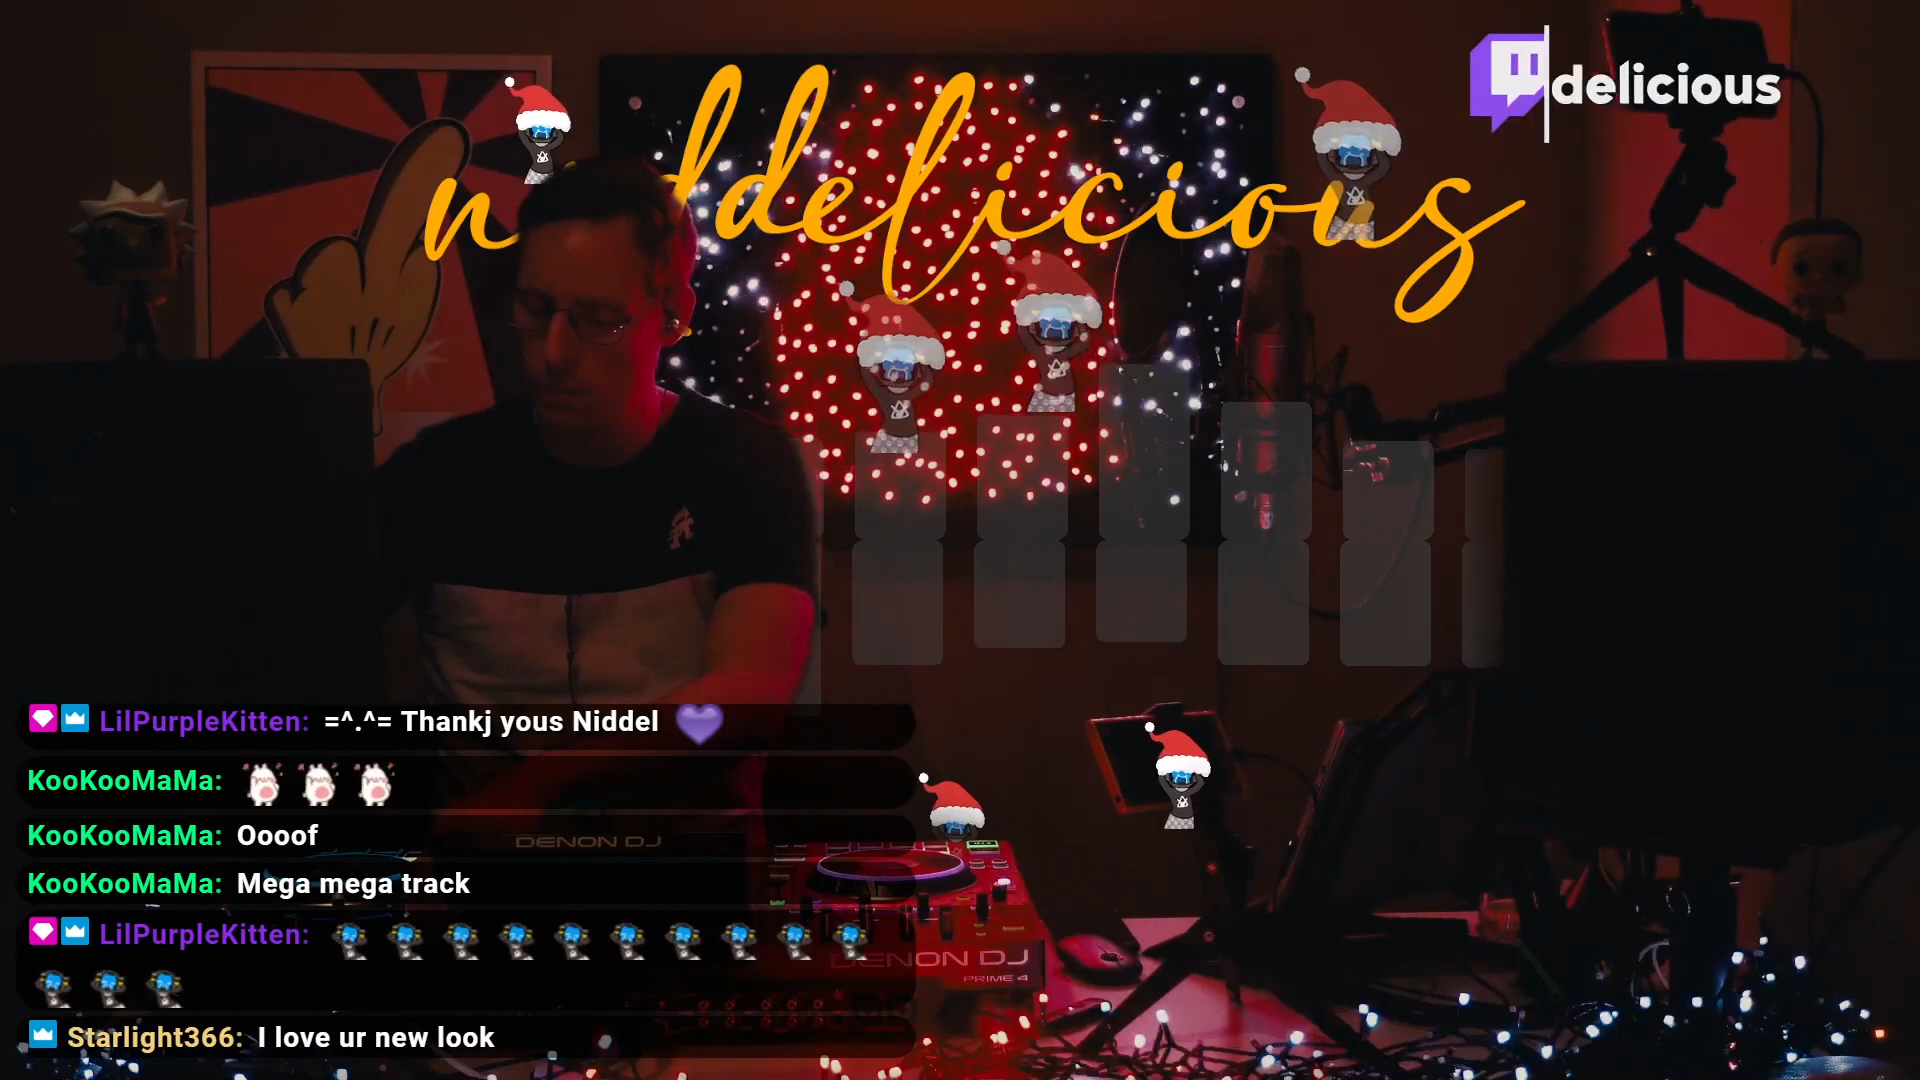 delicious
n ddelicious
LilPurpleKitten: =^.^= Thankj yous Niddel
KooKooMaMa:
KooKooMaMa: Oooof
KooKooMaMa: Mega mega track
LilPurpleKitten:
Starlight366: I love ur new look
DENON DJ
DENON DJ
PRIME 4